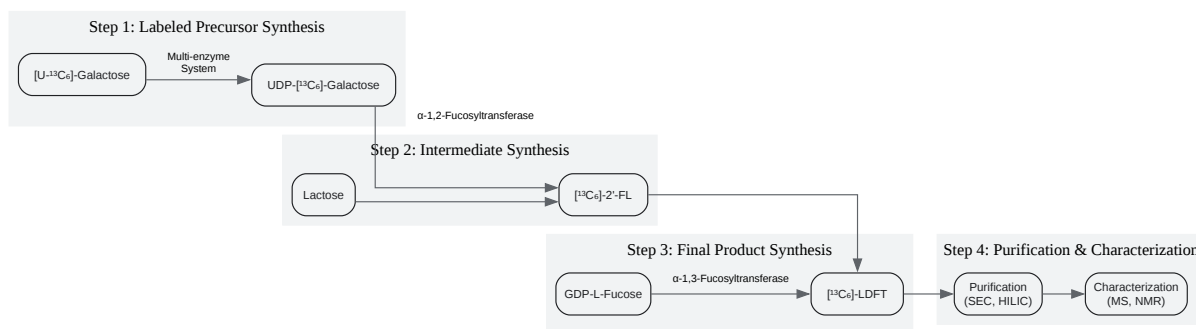 Step 1: Labeled Precursor Synthesis
[U-¹³C₆]-Galactose
Multi-enzyme
System
UDP-[¹³C₆]-Galactose
α-1,2-Fucosyltransferase
Step 2: Intermediate Synthesis
Lactose
[¹³C₆]-2'-FL
Step 3: Final Product Synthesis
GDP-L-Fucose
α-1,3-Fucosyltransferase
[¹³C₆]-LDFT
Step 4: Purification & Characterization
Purification
(SEC, HILIC)
Characterization
(MS, NMR)